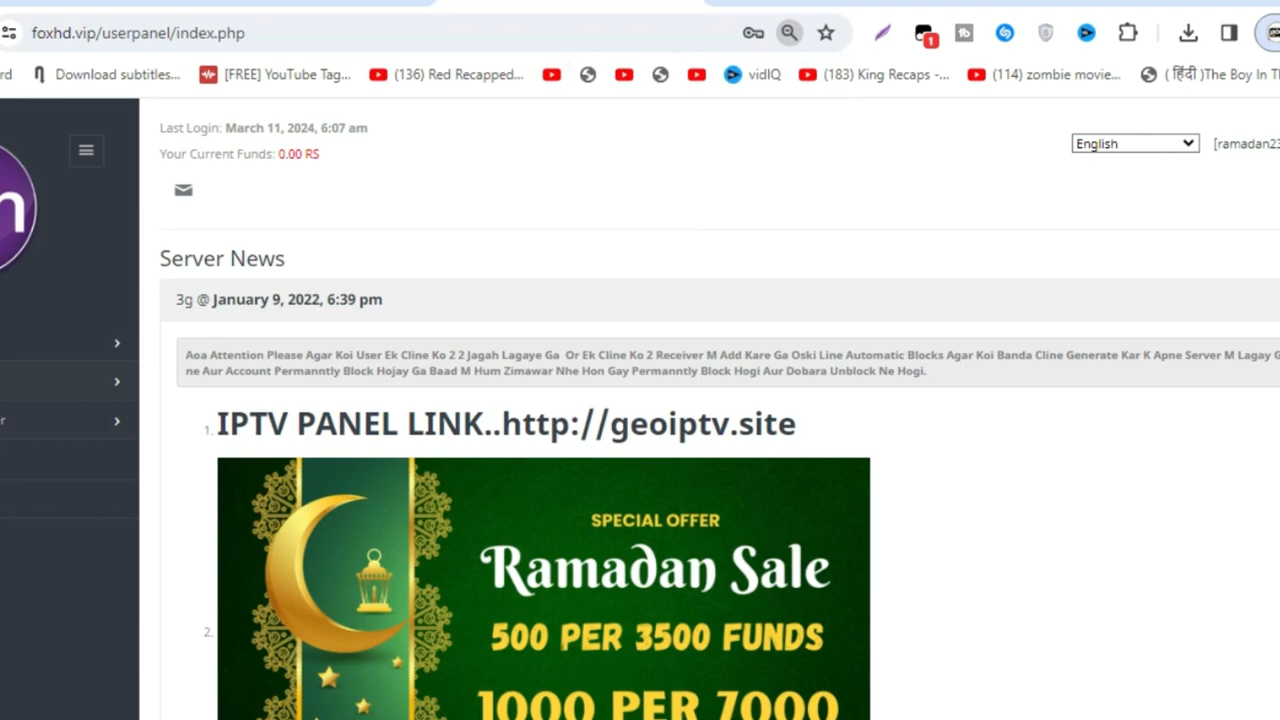 foxhd.vip/userpanel/index.php
1
rd Download subtitles... [FREE] YouTube Tag... (136) Red Recapped... vidIQ (183) King Recaps -... (114) zombie movie... ( हिंदी )The Boy In T
Last Login: March 11, 2024, 6:07 am
English
[ramadan23
Your Current Funds: 0.00 RS
Server News
3g @ January 9, 2022, 6:39 pm
Aoa Attention Please Agar Koi User Ek Cline Ko 2 2 Jagah Lagaye Ga Or Ek Cline Ko 2 Receiver M Add Kare Ga Oski Line Automatic Blocks Agar Koi Banda Cline Generate Kar K Apne Server M Lagay G
ne Aur Account Permanntly Block Hojay Ga Baad M Hum Zimawar Nhe Hon Gay Permanntly Block Hogi Aur Dobara Unblock Ne Hogi.
1. IPTV PANEL LINK..http://geoiptv.site
2.
SPECIAL OFFER
Ramadan Sale
500 PER 3500 FUNDS
1000 PER 7000